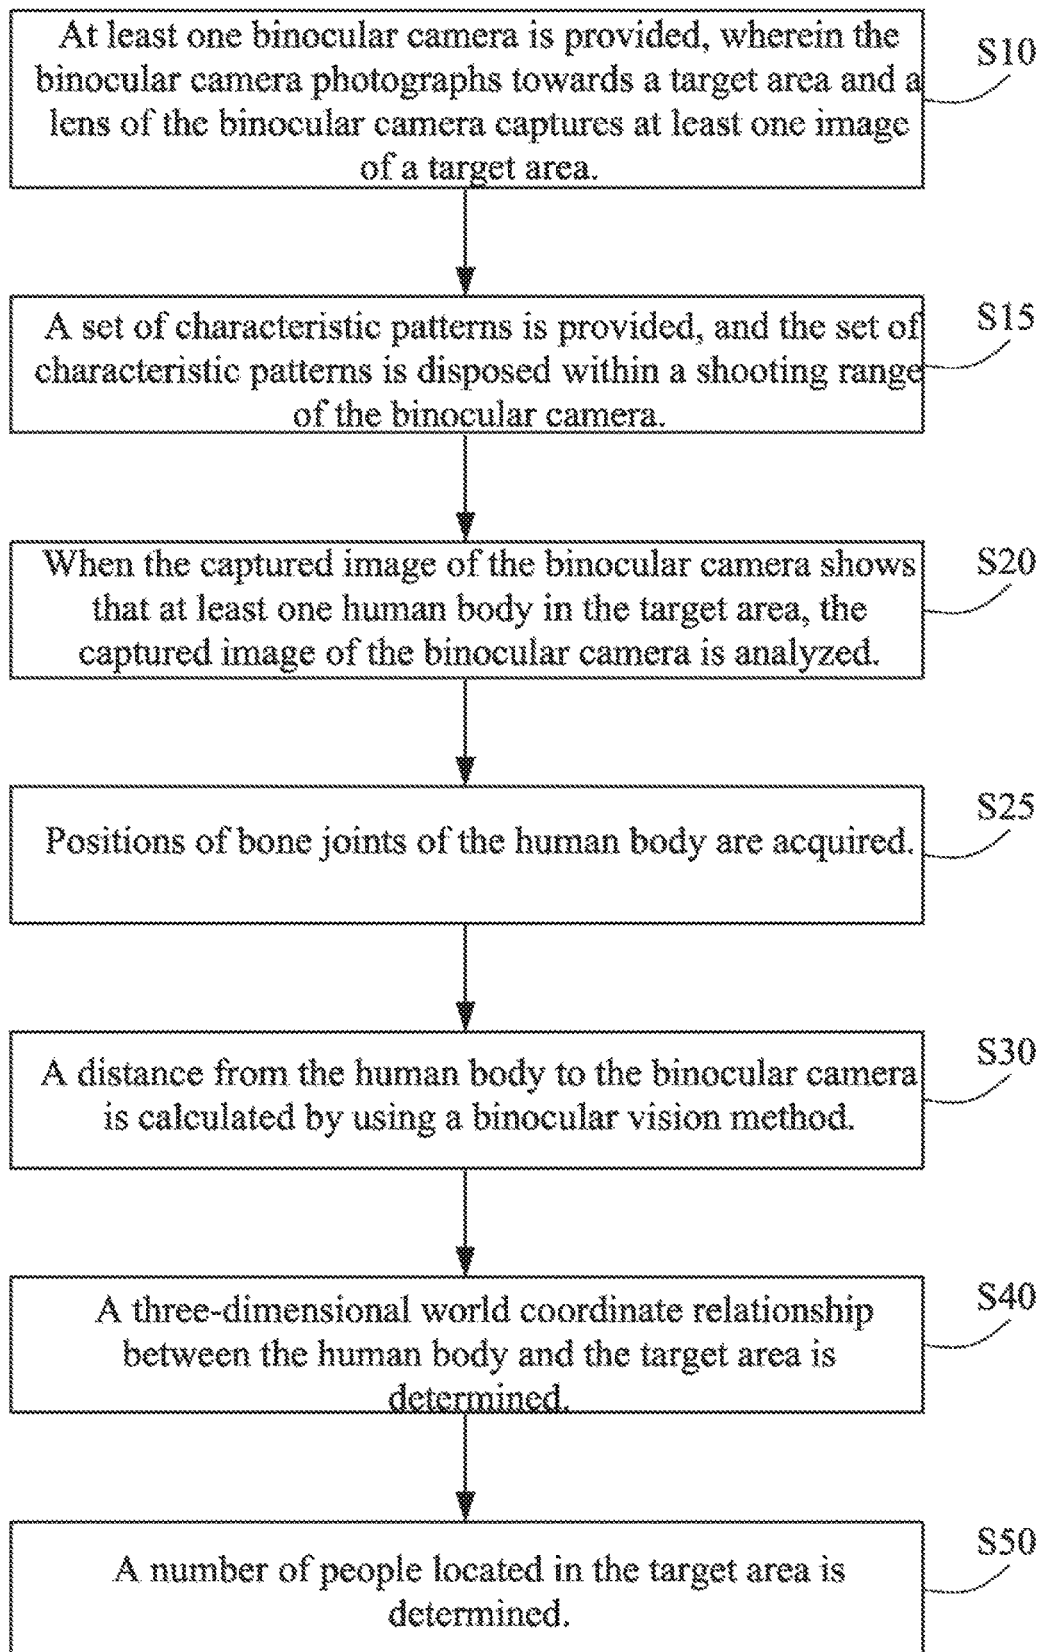 At least one binocular camera is provided, wherein the
binocular camera photographs towards a target area and a
lens of the binocular camera captures at least one image
of a target area.
S10
A set of characteristic patterns is provided, and the set of
characteristic patterns is disposed within a shooting range
of the binocular camera.
S15
When the captured image of the binocular camera shows
that at least one human body in the target area, the
captured image of the binocular camera is analyzed.
S20
Positions of bone joints of the human body are acquired.
S25
A distance from the human body to the binocular camera
is calculated by using a binocular vision method.
S30
A three-dimensional world coordinate relationship
between the human body and the target area is
determined.
S40
A number of people located in the target area is
determined.
S50